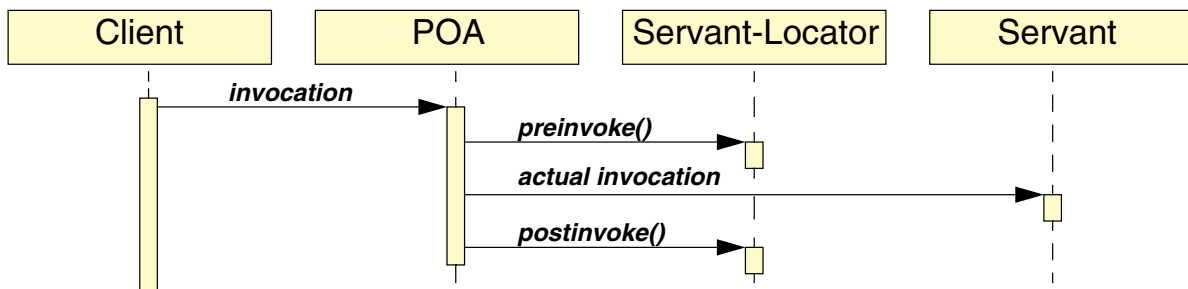 Client POA Servant-Locator Servant
invocation
preinvoke()
actual invocation
postinvoke()